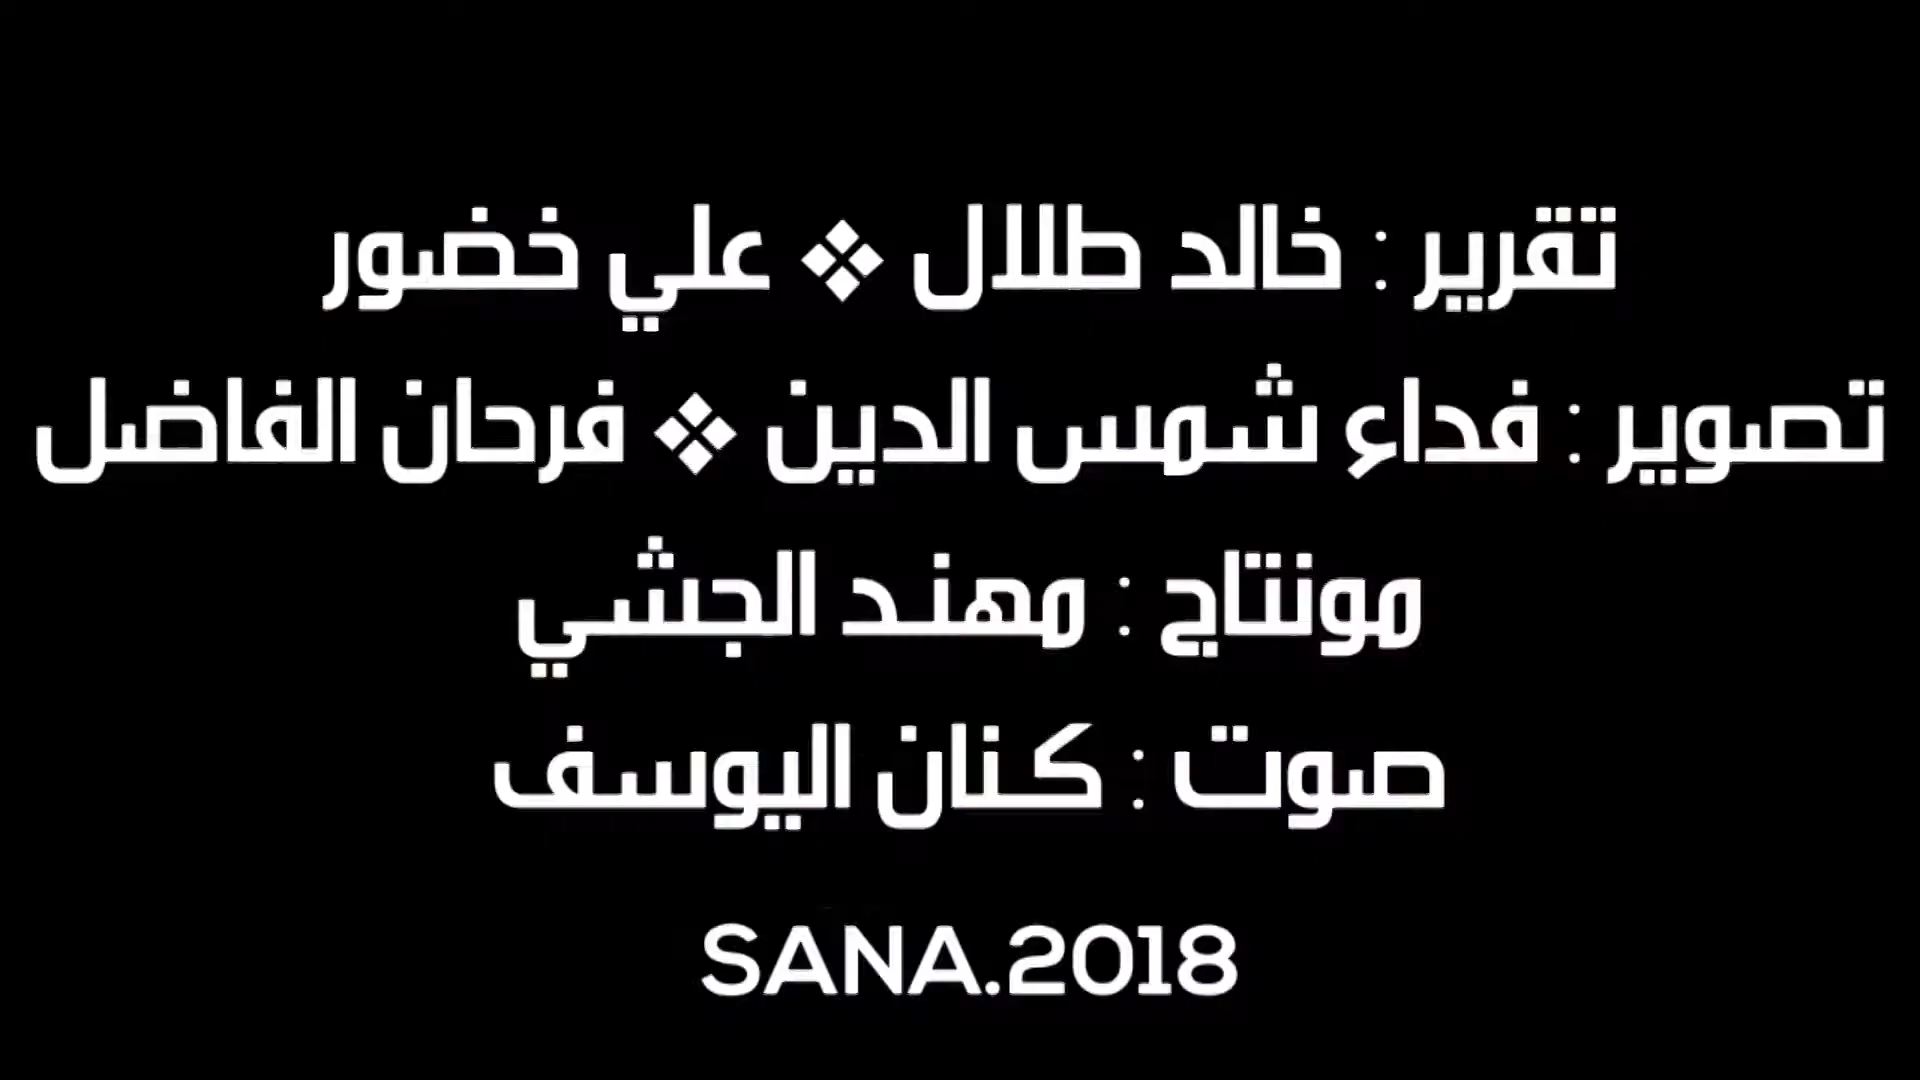 تقرير : خالد طلال ❖ علي خضور
تصوير : فداء شمس الدين ❖ فرحان الفاضل
مونتاج : مهند الجشي
صوت : كنان اليوسف
SANA.2018